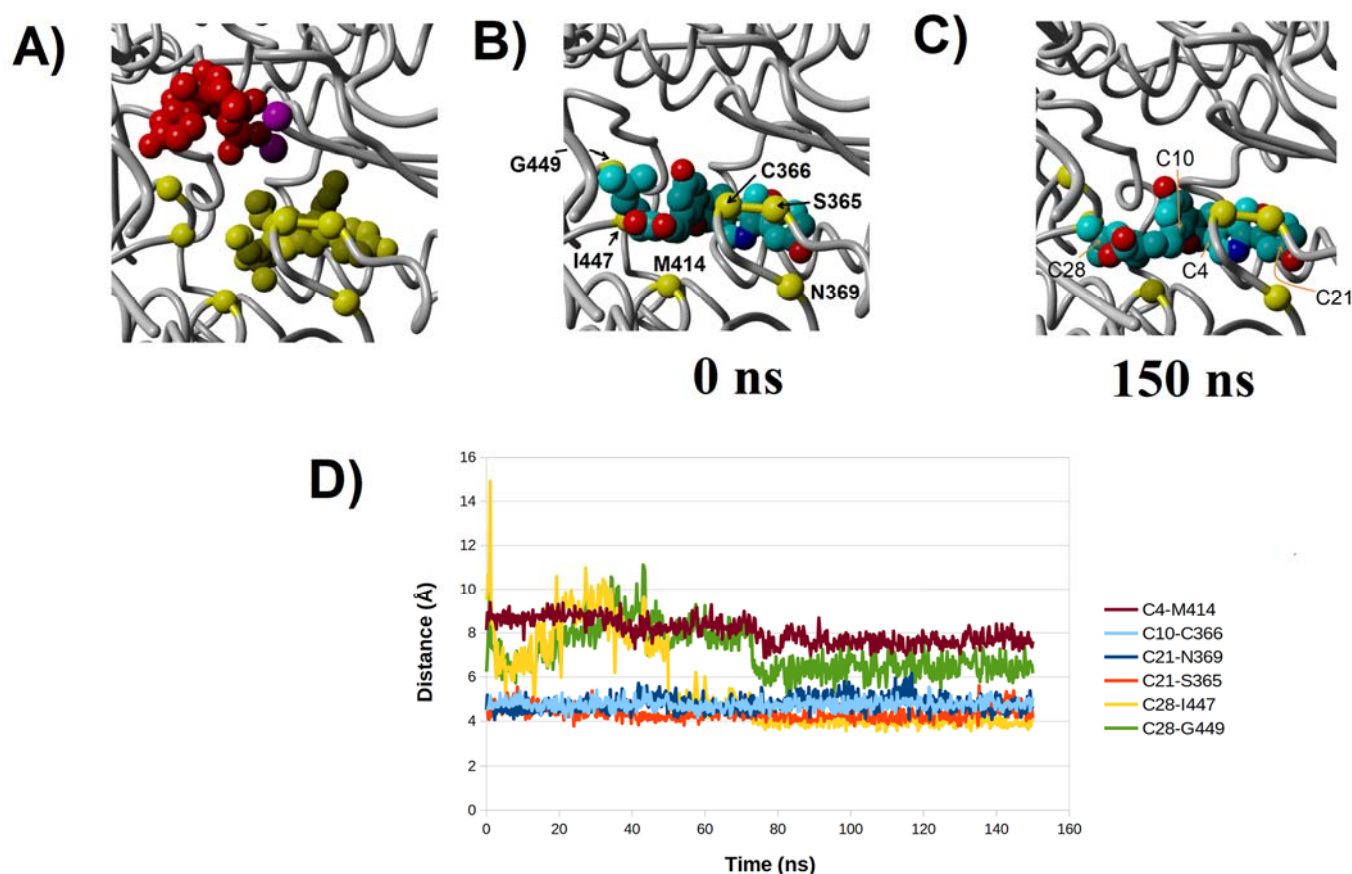 A)
B)
C)
G449
C366
S365
I447
M414
N369
C10
C28
C4
C21
0 ns
150 ns
D)
16
14
12
10
8
6
4
2
0
Distance (Å)
0 20 40 60 80 100 120 140 160
Time (ns)
C4-M414
C10-C366
C21-N369
C21-S365
C28-I447
C28-G449